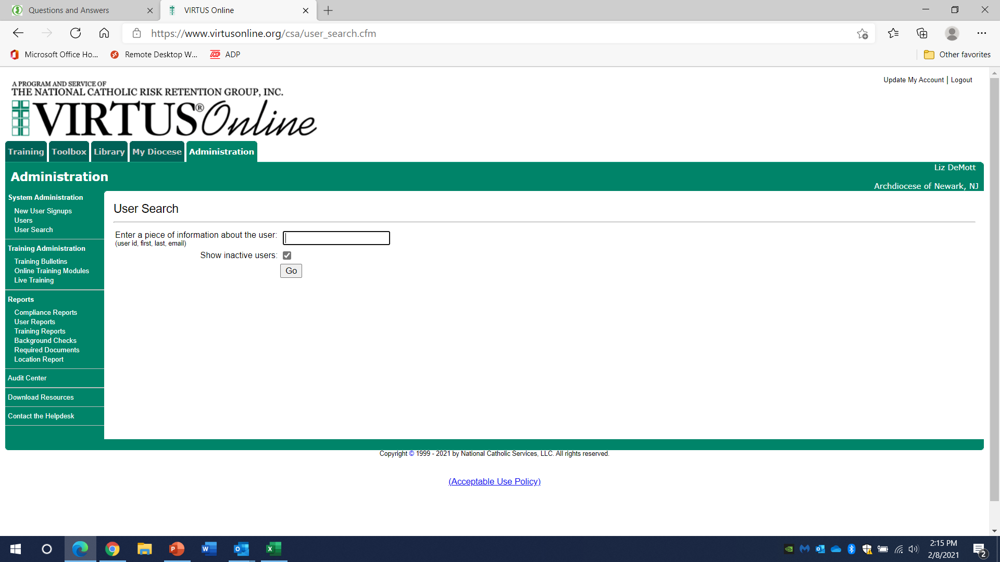 Questions and Answers
VIRTUS Online
https://www.virtusonline.org/csa/user_search.cfm
Microsoft Office Ho...
Remote Desktop W...
ADP
Other favorites
A PROGRAM AND SERVICE OF
THE NATIONAL CATHOLIC RISK RETENTION GROUP, INC.
VIRTUS® Online
Update My Account | Logout
Training
Toolbox
Library
My Diocese
Administration
Administration
Liz DeMott
Archdiocese of Newark, NJ
System Administration
New User Signups
Users
User Search
Training Administration
Training Bulletins
Online Training Modules
Live Training
Reports
Compliance Reports
User Reports
Training Reports
Background Checks
Required Documents
Location Report
Audit Center
Download Resources
Contact the Helpdesk
User Search
Enter a piece of information about the user:
(user id, first, last, email)
Show inactive users:
Go
Copyright © 1999 - 2021 by National Catholic Services, LLC. All rights reserved.
(Acceptable Use Policy)
2:15 PM
2/8/2021
2